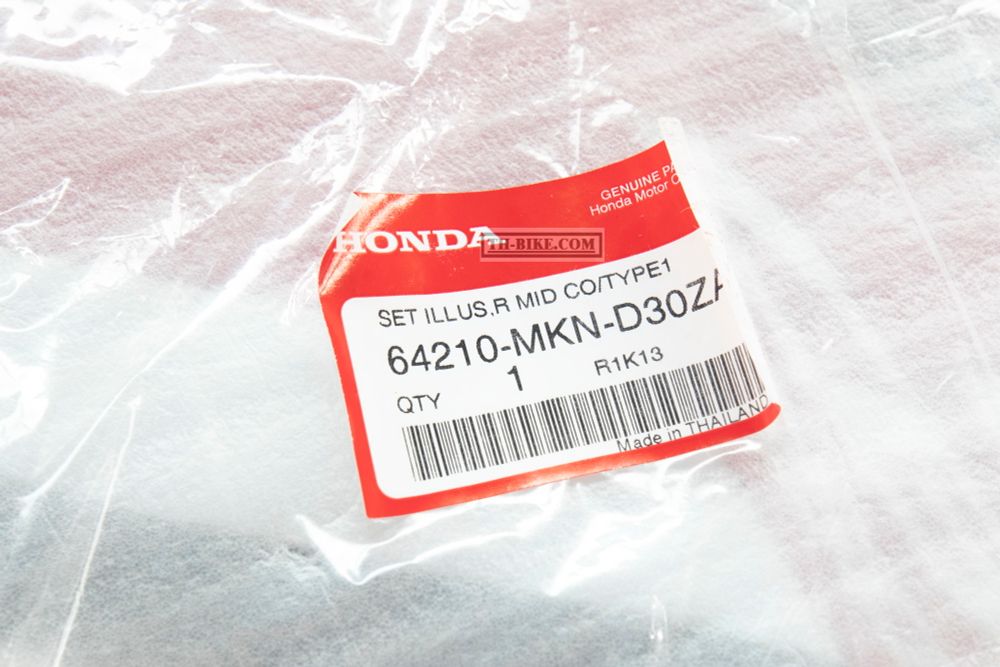 GENUINE PA
Honda Motor C
HONDA
TH-BIKE.COM
SET ILLUS.R MID CO/TYPE1
64210-MKN-D30ZA
QTY 1 R1K13
Made in THAILAND